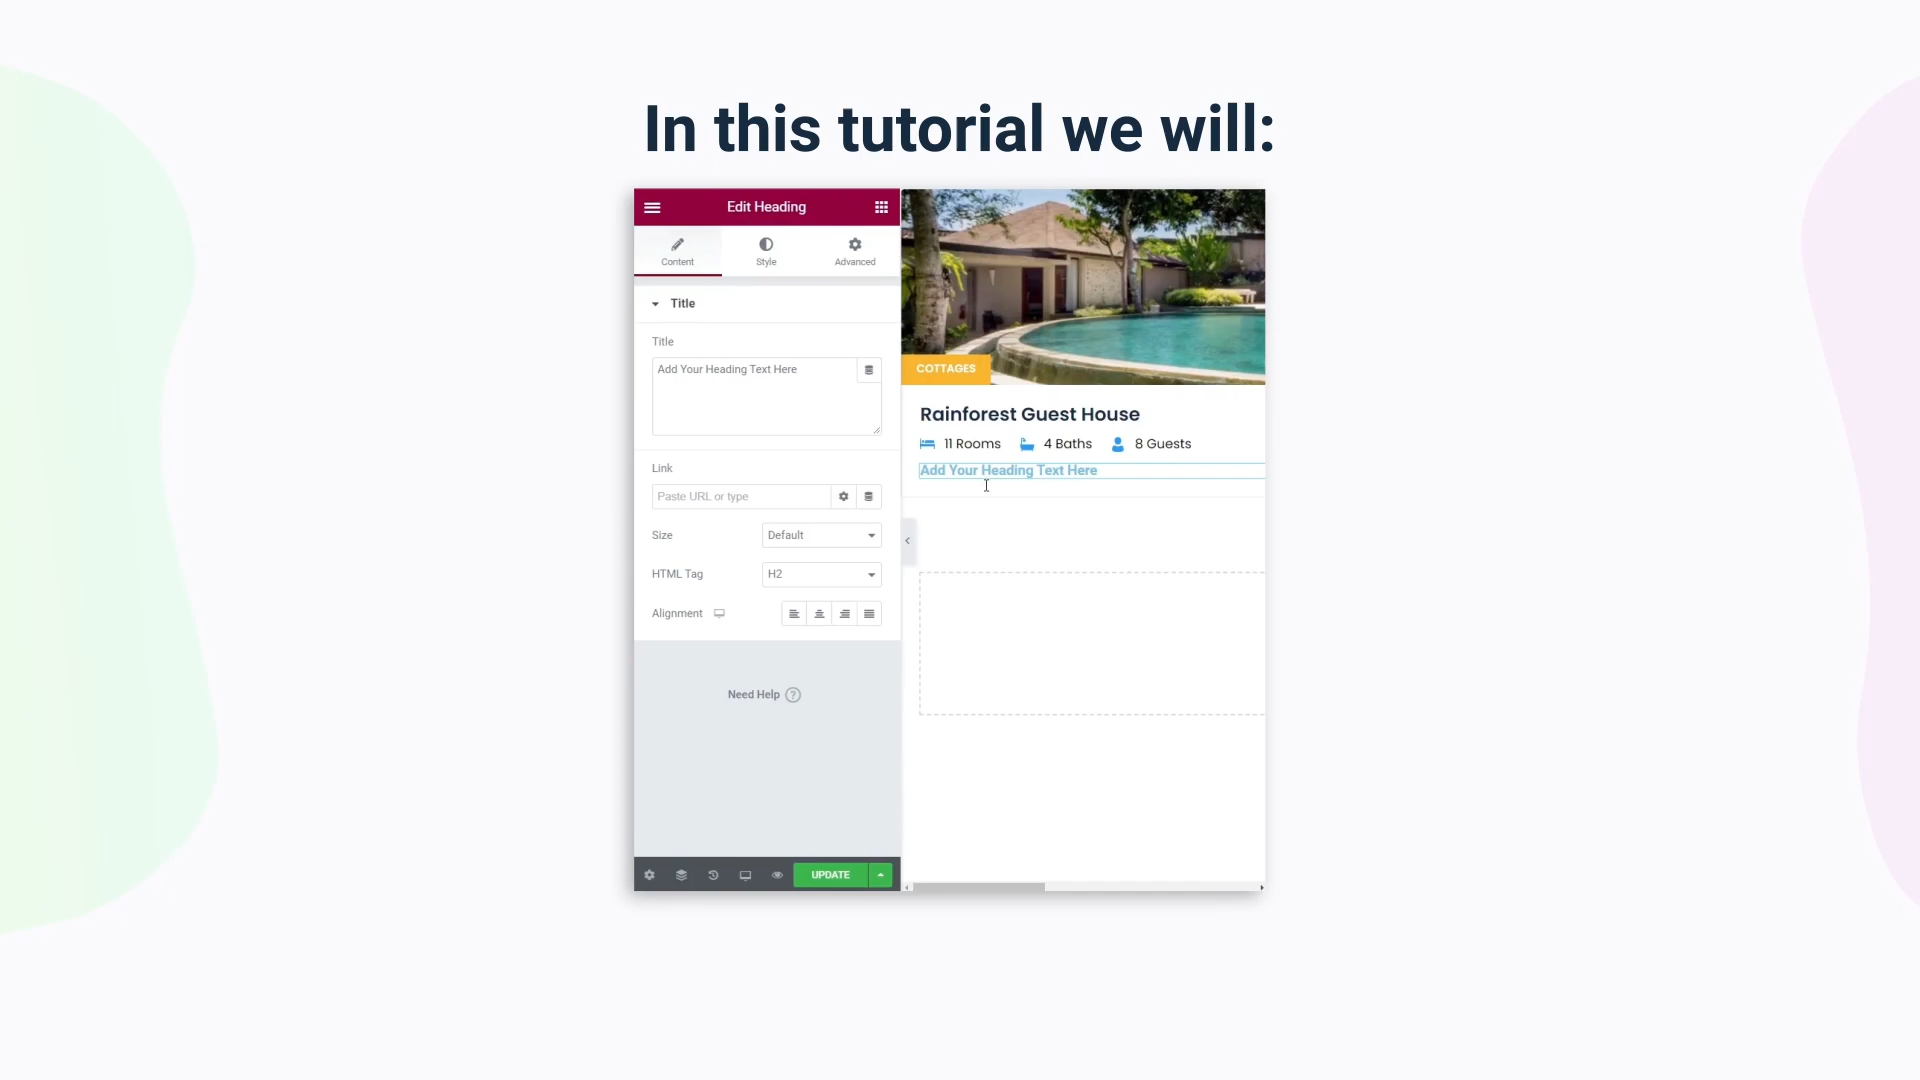 In this tutorial we will:
Edit Heading
Content
Style
Advanced
Title
Title
Add Your Heading Text Here
Link
Paste URL or type
Size
Default
HTML Tag
H2
Alignment
Need Help ?
UPDATE
COTTAGES
Rainforest Guest House
11 Rooms 4 Baths 8 Guests
Add Your Heading Text Here